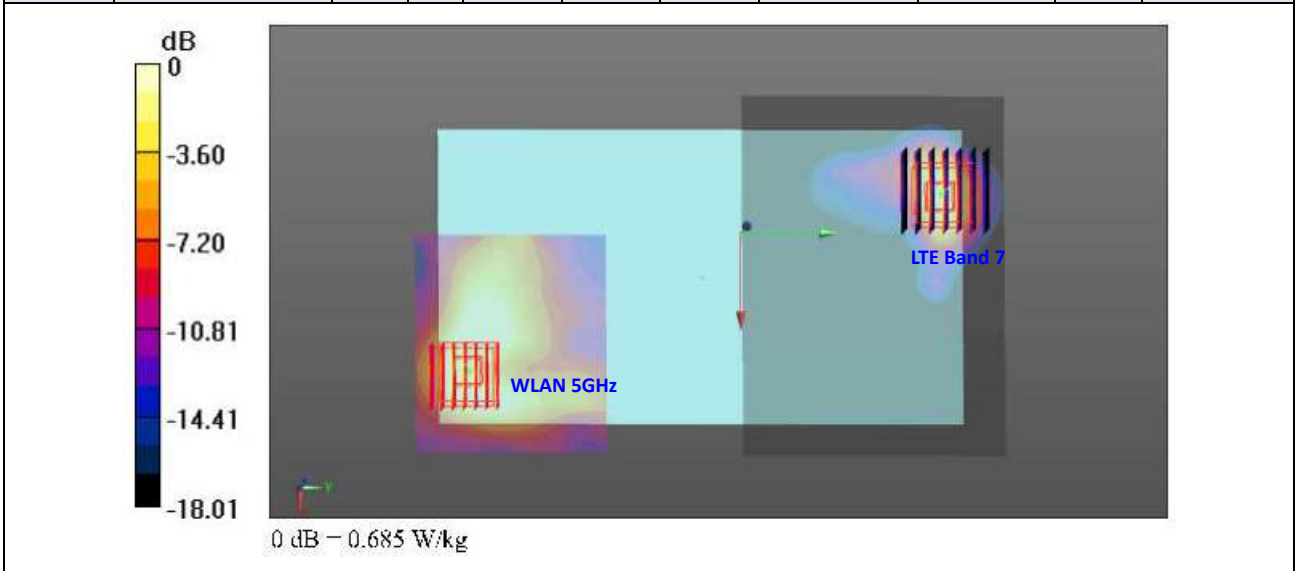 dB
0
-3.60
-7.20
-10.81
-14.41
-18.01
LTE Band 7
WLAN 5GHz
Y
0 dB = 0.685 W/kg